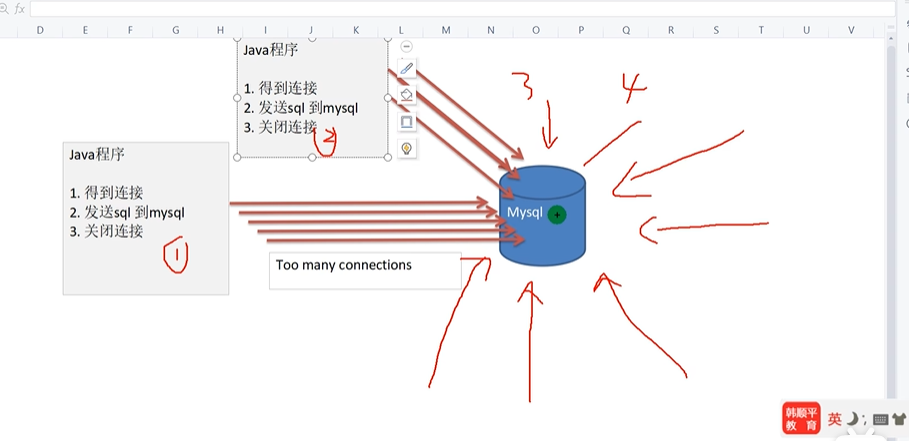 fx
D E F G H I J K L M N O P Q R S T U V
Java程序
1. 得到连接
2. 发送sql 到mysql
3. 关闭连接
2
3
4
Java程序
1. 得到连接
2. 发送sql 到mysql
3. 关闭连接
1
Mysql
Too many connections
韩顺平
教 育
英